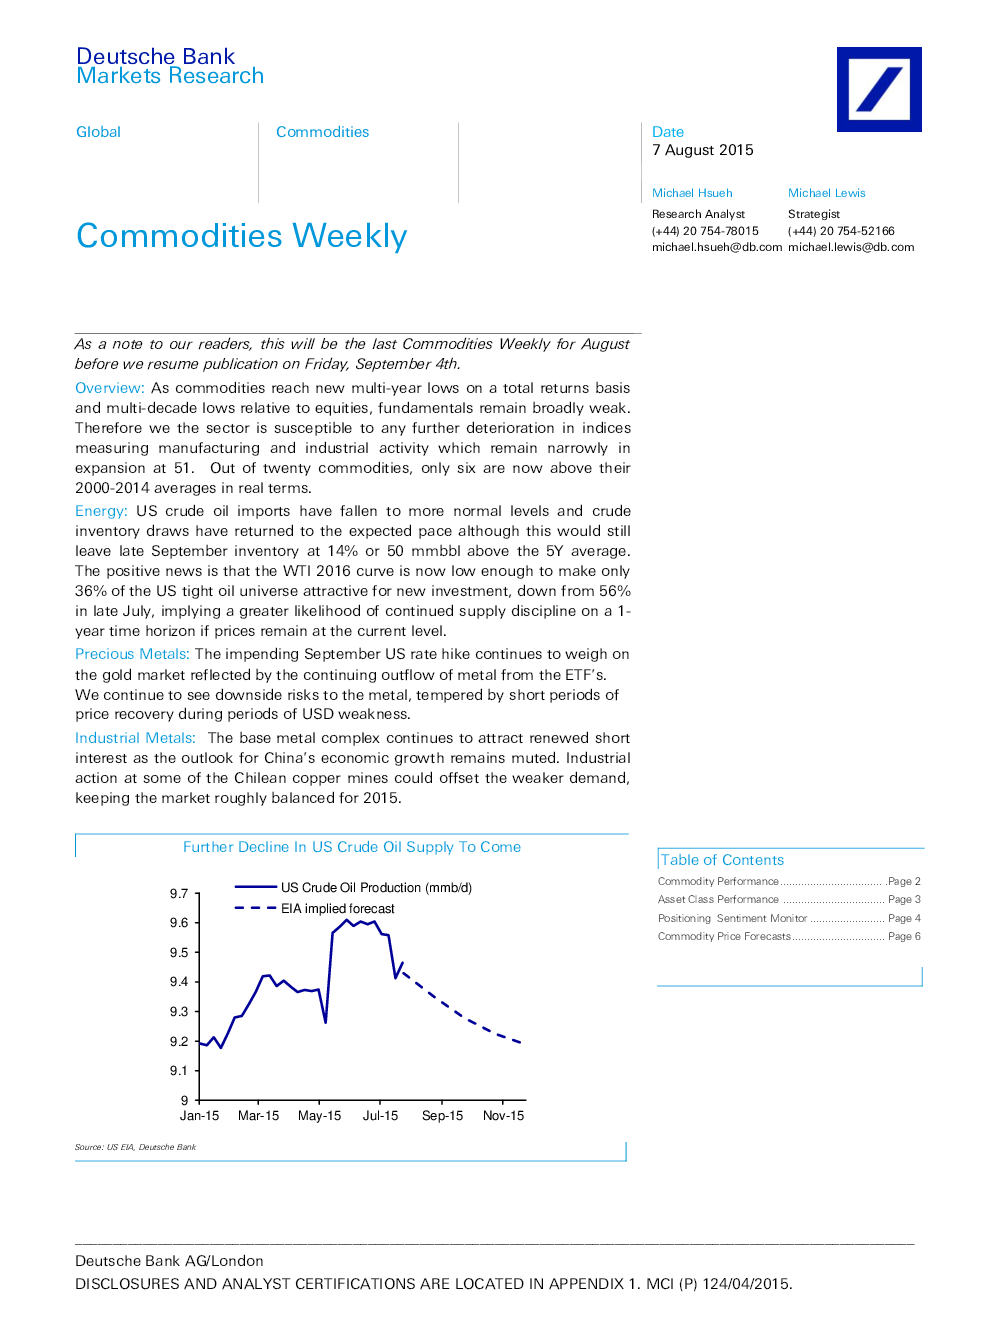 Deutsche Bank
Markets Research
Global
Commodities
Date
7 August 2015
Commodities Weekly
Michael Hsueh
Research Analyst
(+44) 20 754-78015
michael.hsueh@db.com
Michael Lewis
Strategist
(+44) 20 754-52166
michael.lewis@db.com
As a note to our readers, this will be the last Commodities Weekly for August
before we resume publication on Friday, September 4th.
Overview: As commodities reach new multi-year lows on a total returns basis
and multi-decade lows relative to equities, fundamentals remain broadly weak.
Therefore we the sector is susceptible to any further deterioration in indices
measuring manufacturing and industrial activity which remain narrowly in
expansion at 51. Out of twenty commodities, only six are now above their
2000-2014 averages in real terms.
Energy: US crude oil imports have fallen to more normal levels and crude
inventory draws have returned to the expected pace although this would still
leave late September inventory at 14% or 50 mmbbl above the 5Y average.
The positive news is that the WTI 2016 curve is now low enough to make only
36% of the US tight oil universe attractive for new investment, down from 56%
in late July, implying a greater likelihood of continued supply discipline on a 1-
year time horizon if prices remain at the current level.
Precious Metals: The impending September US rate hike continues to weigh on
the gold market reflected by the continuing outflow of metal from the ETF's.
We continue to see downside risks to the metal, tempered by short periods of
price recovery during periods of USD weakness.
Industrial Metals: The base metal complex continues to attract renewed short
interest as the outlook for China's economic growth remains muted. Industrial
action at some of the Chilean copper mines could offset the weaker demand,
keeping the market roughly balanced for 2015.
Further Decline In US Crude Oil Supply To Come
US Crude Oil Production (mmb/d)
EIA implied forecast
9.7
9.6
9.5
9.4
9.3
9.2
9.1
9
Jan-15 Mar-15 May-15 Jul-15 Sep-15 Nov-15
Source: US EIA, Deutsche Bank
Table of Contents
Commodity Performance.................................. .Page 2
Asset Class Performance .................................. Page 3
Positioning Sentiment Monitor ......................... Page 4
Commodity Price Forecasts............................... Page 6
Deutsche Bank AG/London
DISCLOSURES AND ANALYST CERTIFICATIONS ARE LOCATED IN APPENDIX 1. MCI (P) 124/04/2015.